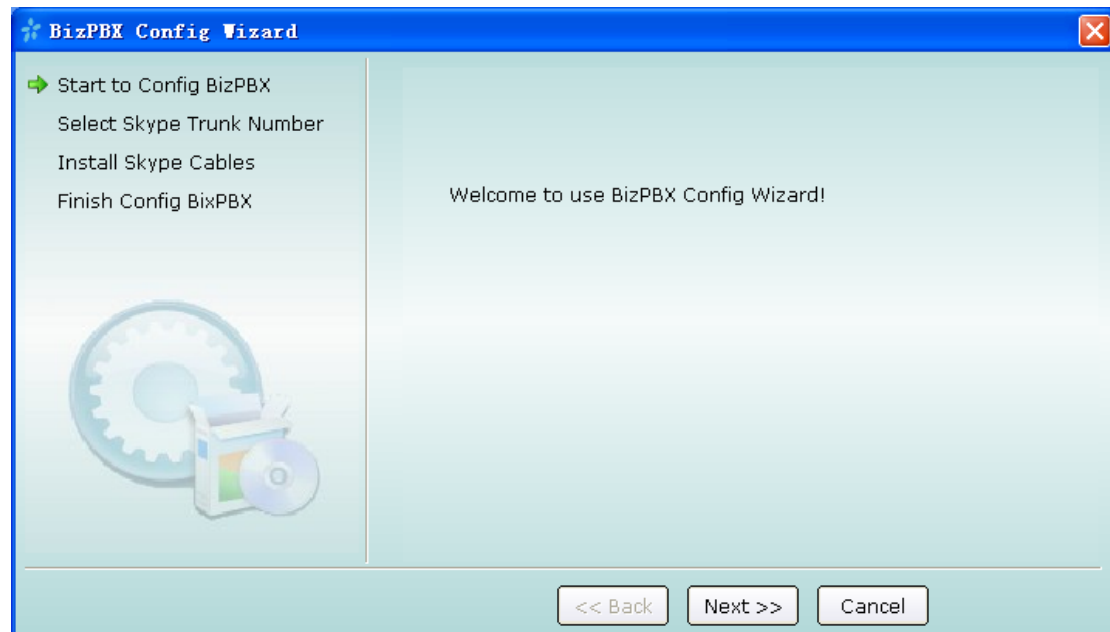 BizPBX Config Wizard
Start to Config BizPBX
Select Skype Trunk Number
Install Skype Cables
Finish Config BixPBX
Welcome to use BizPBX Config Wizard!
<< Back
Next >>
Cancel